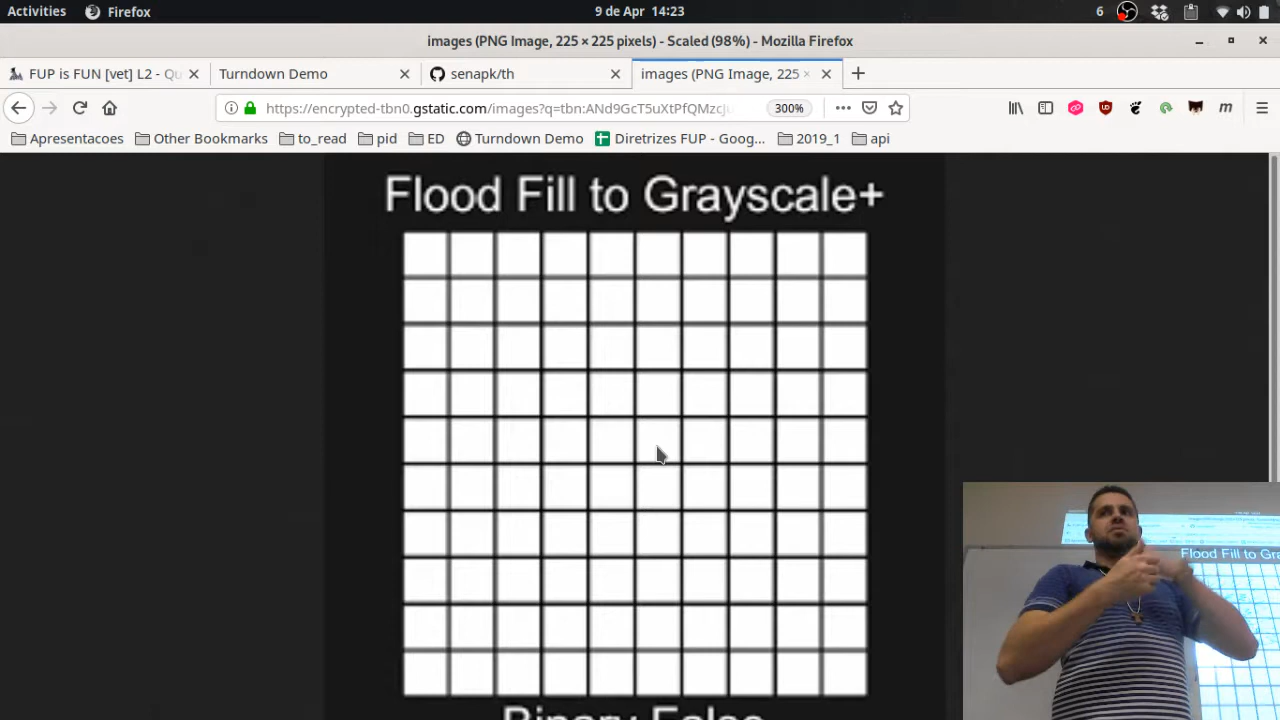 Activities Firefox 9 de Apr 14:23 6
images (PNG Image, 225 × 225 pixels) - Scaled (98%) - Mozilla Firefox
FUP is FUN [vet] L2 - Qu Turndown Demo senapk/th images (PNG Image, 225 ×
https://encrypted-tbn0.gstatic.com/images?q=tbn:ANd9GcT5uXtPfQMzcj 300%
Apresentacoes Other Bookmarks to_read pid ED Turndown Demo Diretrizes FUP - Goog... 2019_1 api
Flood Fill to Grayscale+
Binary False
Flood Fill to Gra